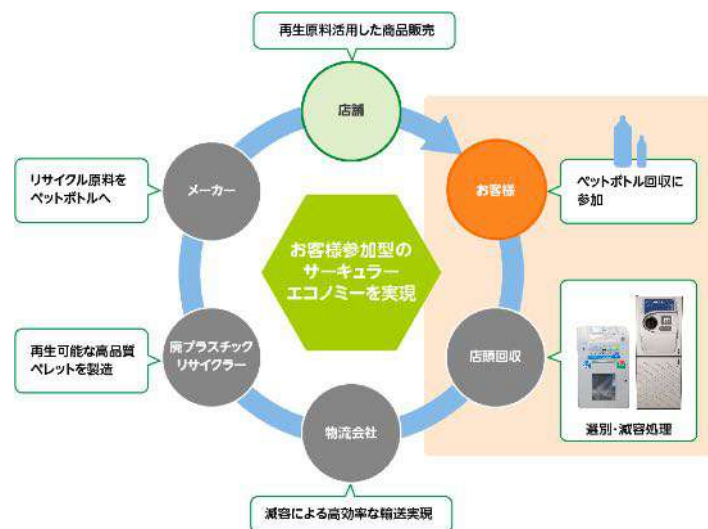 再生原料活用した商品販売
店舗
お客様
ペットボトル回収に
参加
店頭回収
選別・減容処理
物流会社
減容による高効率な輸送実現
廃プラスチック
リサイクラー
再生可能な高品質
ペレットを製造
メーカー
リサイクル原料を
ペットボトルへ
お客様参加型の
サーキュラー
エコノミーを実現